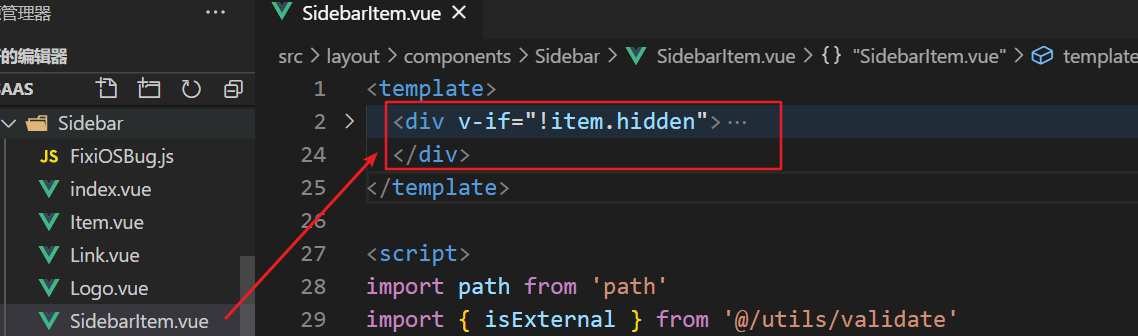 管理器
···
SidebarItem.vue
的编辑器
src > layout > components > Sidebar > SidebarItem.vue > {} "SidebarItem.vue" > template
SAAS
Sidebar
JS FixiOSBug.js
index.vue
Item.vue
Link.vue
Logo.vue
SidebarItem.vue
1 <template>
2 <div v-if="!item.hidden">···
24 </div>
25 </template>
26
27 <script>
28 import path from 'path'
29 import { isExternal } from '@/utils/validate'